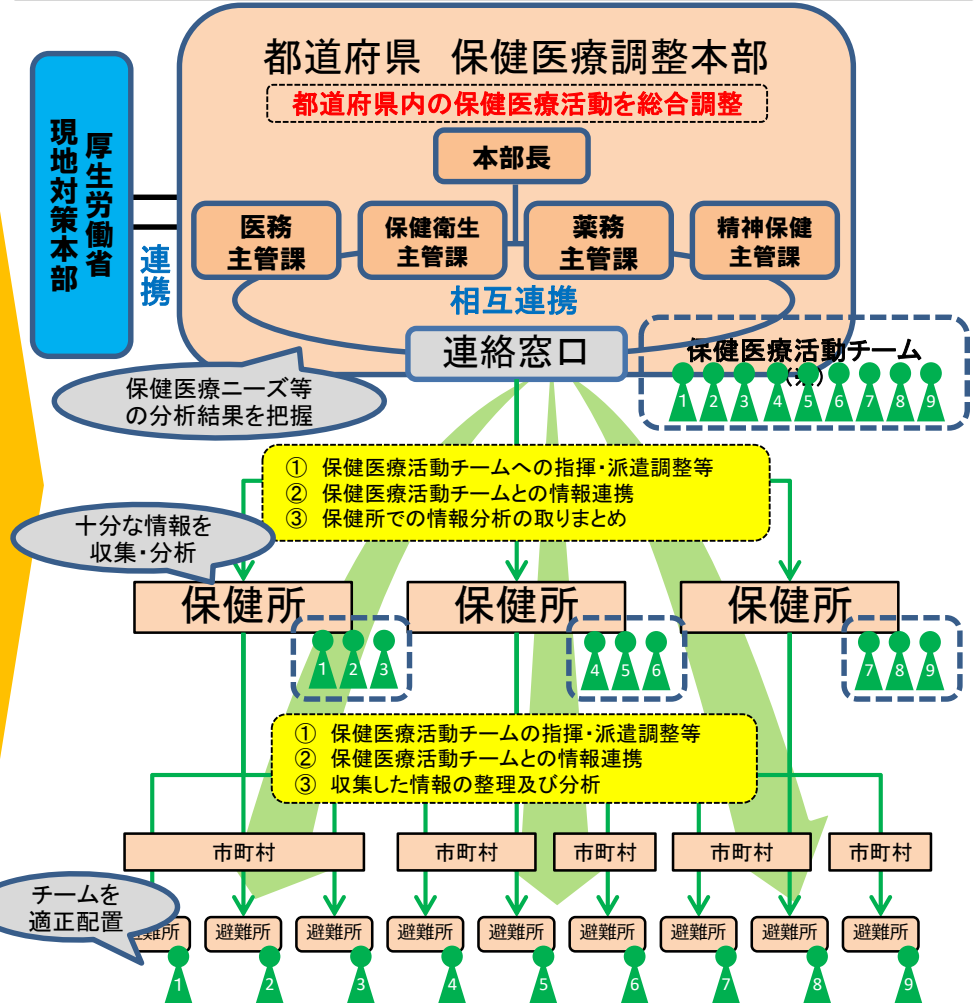 都道府県 保健医療調整本部
都道府県内の保健医療活動を総合調整
本部長
厚生労働省
現地対策本部
連携
医務
主管課
保健衛生
主管課
薬務
主管課
精神保健
主管課
相互連携
連絡窓口
保健医療活動チーム
1 2 3 4 5 6 7 8 9
保健医療ニーズ等
の分析結果を把握
① 保健医療活動チームへの指揮・派遣調整等
② 保健医療活動チームとの情報連携
③ 保健所での情報分析の取りまとめ
十分な情報を
収集・分析
保健所
1 2 3
保健所
4 5 6
保健所
7 8 9
① 保健医療活動チームの指揮・派遣調整等
② 保健医療活動チームとの情報連携
③ 収集した情報の整理及び分析
市町村 市町村 市町村 市町村 市町村
チームを
適正配置
避難所 避難所 避難所 避難所 避難所 避難所 避難所 避難所 避難所
1 2 3 4 5 6 7 8 9